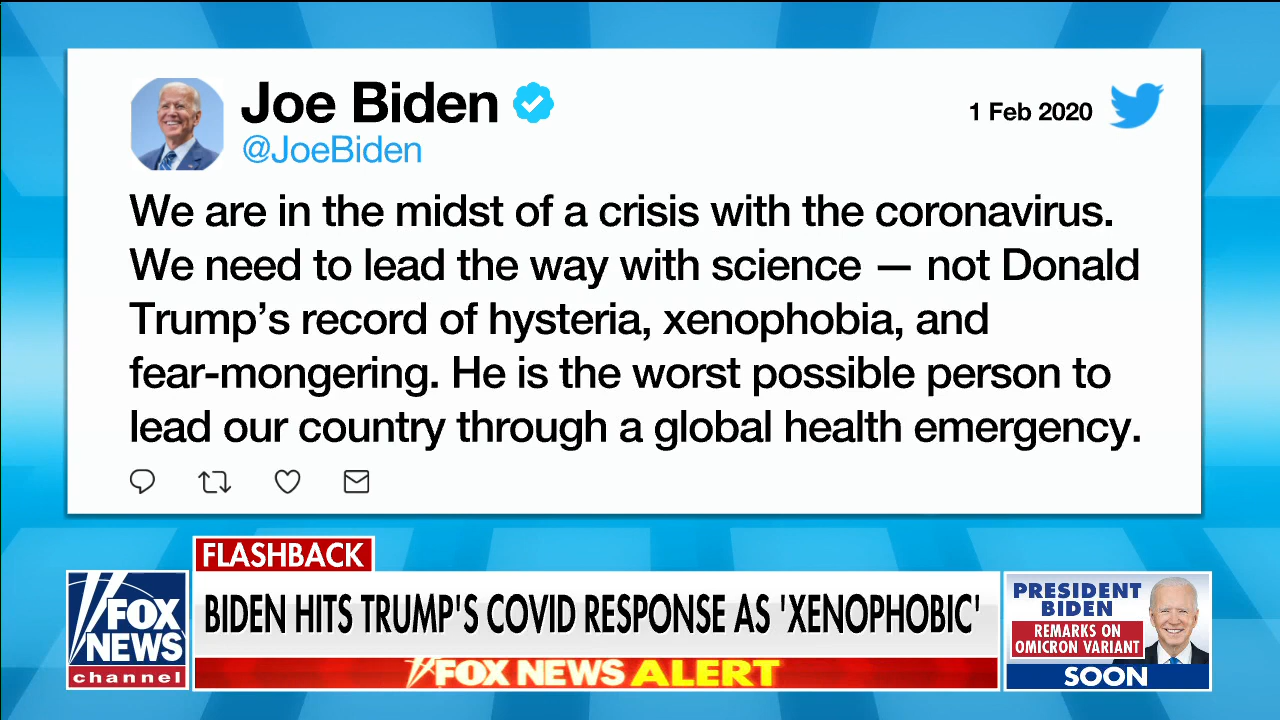 Joe Biden
@JoeBiden
1 Feb 2020
We are in the midst of a crisis with the coronavirus.
We need to lead the way with science — not Donald
Trump’s record of hysteria, xenophobia, and
fear-mongering. He is the worst possible person to
lead our country through a global health emergency.
FLASHBACK
BIDEN HITS TRUMP'S COVID RESPONSE AS 'XENOPHOBIC'
FOX NEWS ALERT
FOX
NEWS
channel
PRESIDENT
BIDEN
REMARKS ON
OMICRON VARIANT
SOON